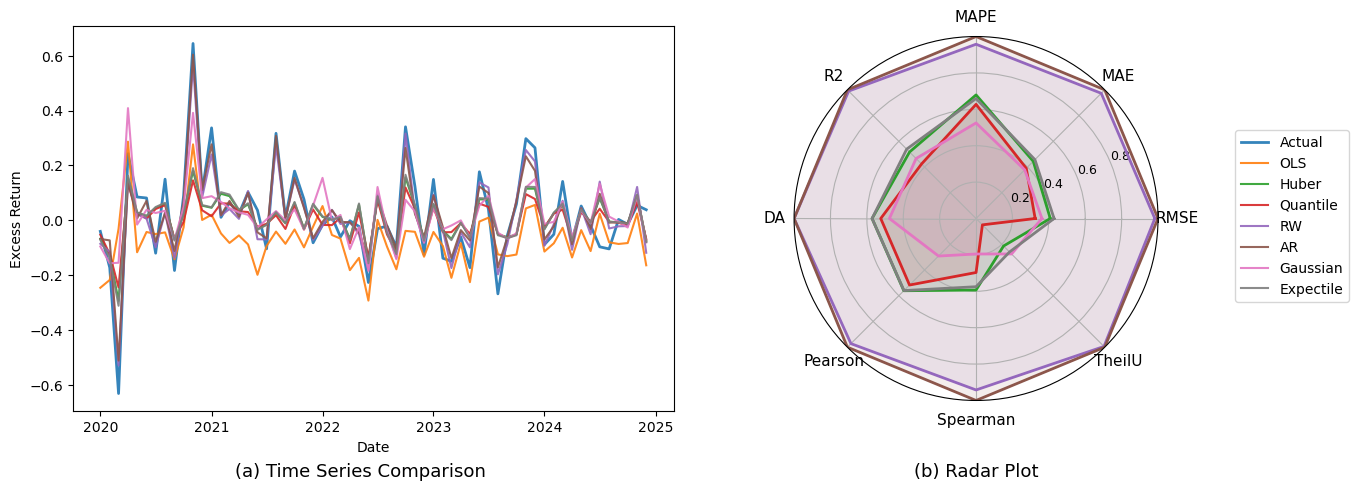 Excess Return
0.6
0.4
0.2
0.0
−0.2
−0.4
−0.6
2020
2021
2022
2023
2024
2025
Date
(a) Time Series Comparison
MAPE
R2
MAE
DA
0.2
0.4
0.6
0.8
RMSE
Pearson
TheilU
Spearman
(b) Radar Plot
Actual
OLS
Huber
Quantile
RW
AR
Gaussian
Expectile